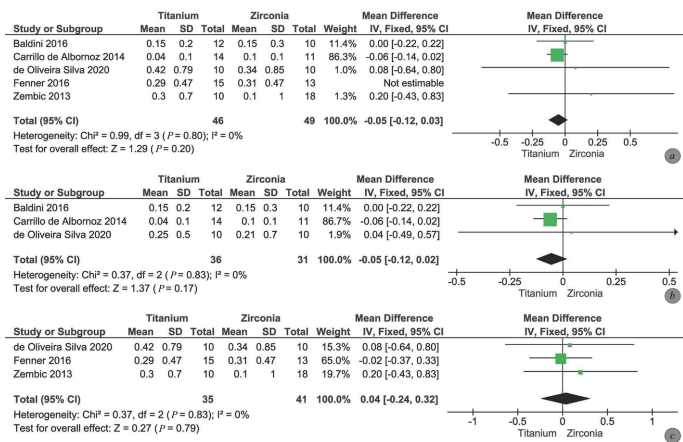 Titanium Zirconia Mean Difference Mean Difference
Study or Subgroup Mean SD Total Mean SD Total Weight IV, Fixed, 95% CI IV, Fixed, 95% CI
Baldini 2016 0.15 0.2 12 0.15 0.3 10 11.4% 0.00 [-0.22, 0.22]
Carrillo de Albornoz 2014 0.04 0.1 14 0.1 0.1 11 86.3% -0.06 [-0.14, 0.02]
de Oliveira Silva 2020 0.42 0.79 10 0.34 0.85 10 1.0% 0.08 [-0.64, 0.80]
Fenner 2016 0.29 0.47 15 0.31 0.47 13 Not estimable
Zembic 2013 0.3 0.7 10 0.1 1 18 1.3% 0.20 [-0.43, 0.83]
Total (95% CI) 46 49 100.0% -0.05 [-0.12, 0.03]
Heterogeneity: Chi² = 0.99, df = 3 (P = 0.80); I² = 0%
Test for overall effect: Z = 1.29 (P = 0.20)
-0.5 -0.25 0 0.25 0.5
Titanium Zirconia
a
Titanium Zirconia Mean Difference Mean Difference
Study or Subgroup Mean SD Total Mean SD Total Weight IV, Fixed, 95% CI IV, Fixed, 95% CI
Baldini 2016 0.15 0.2 12 0.15 0.3 10 11.4% 0.00 [-0.22, 0.22]
Carrillo de Albornoz 2014 0.04 0.1 14 0.1 0.1 11 86.7% -0.06 [-0.14, 0.02]
de Oliveira Silva 2020 0.25 0.5 10 0.21 0.7 10 1.9% 0.04 [-0.49, 0.57]
Total (95% CI) 36 31 100.0% -0.05 [-0.12, 0.02]
Heterogeneity: Chi² = 0.37, df = 2 (P = 0.83); I² = 0%
Test for overall effect: Z = 1.37 (P = 0.17)
-0.5 -0.25 0 0.25 0.5
Titanium Zirconia
b
Titanium Zirconia Mean Difference Mean Difference
Study or Subgroup Mean SD Total Mean SD Total Weight IV, Fixed, 95% CI IV, Fixed, 95% CI
de Oliveira Silva 2020 0.42 0.79 10 0.34 0.85 10 15.3% 0.08 [-0.64, 0.80]
Fenner 2016 0.29 0.47 15 0.31 0.47 13 65.0% -0.02 [-0.37, 0.33]
Zembic 2013 0.3 0.7 10 0.1 1 18 19.7% 0.20 [-0.43, 0.83]
Total (95% CI) 35 41 100.0% 0.04 [-0.24, 0.32]
Heterogeneity: Chi² = 0.37, df = 2 (P = 0.83); I² = 0%
Test for overall effect: Z = 0.27 (P = 0.79)
-1 -0.5 0 0.5 1
Titanium Zirconia
c